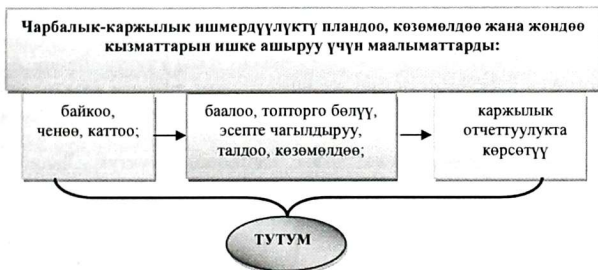 Чарбалык-каржылык ишмердүүлүктү пландоо, көзөмөлдөө жана жөндөө
кызматтарын ишке ашыруу үчүн маалыматтарды:
байкоо,
ченөө, каттоо;
баалоо, топторго бөлүү,
эсепте чагылдыруу,
талдоо, көзөмөлдөө;
каржылык
отчеттуулукта
көрсөтүү
ТУТУМ